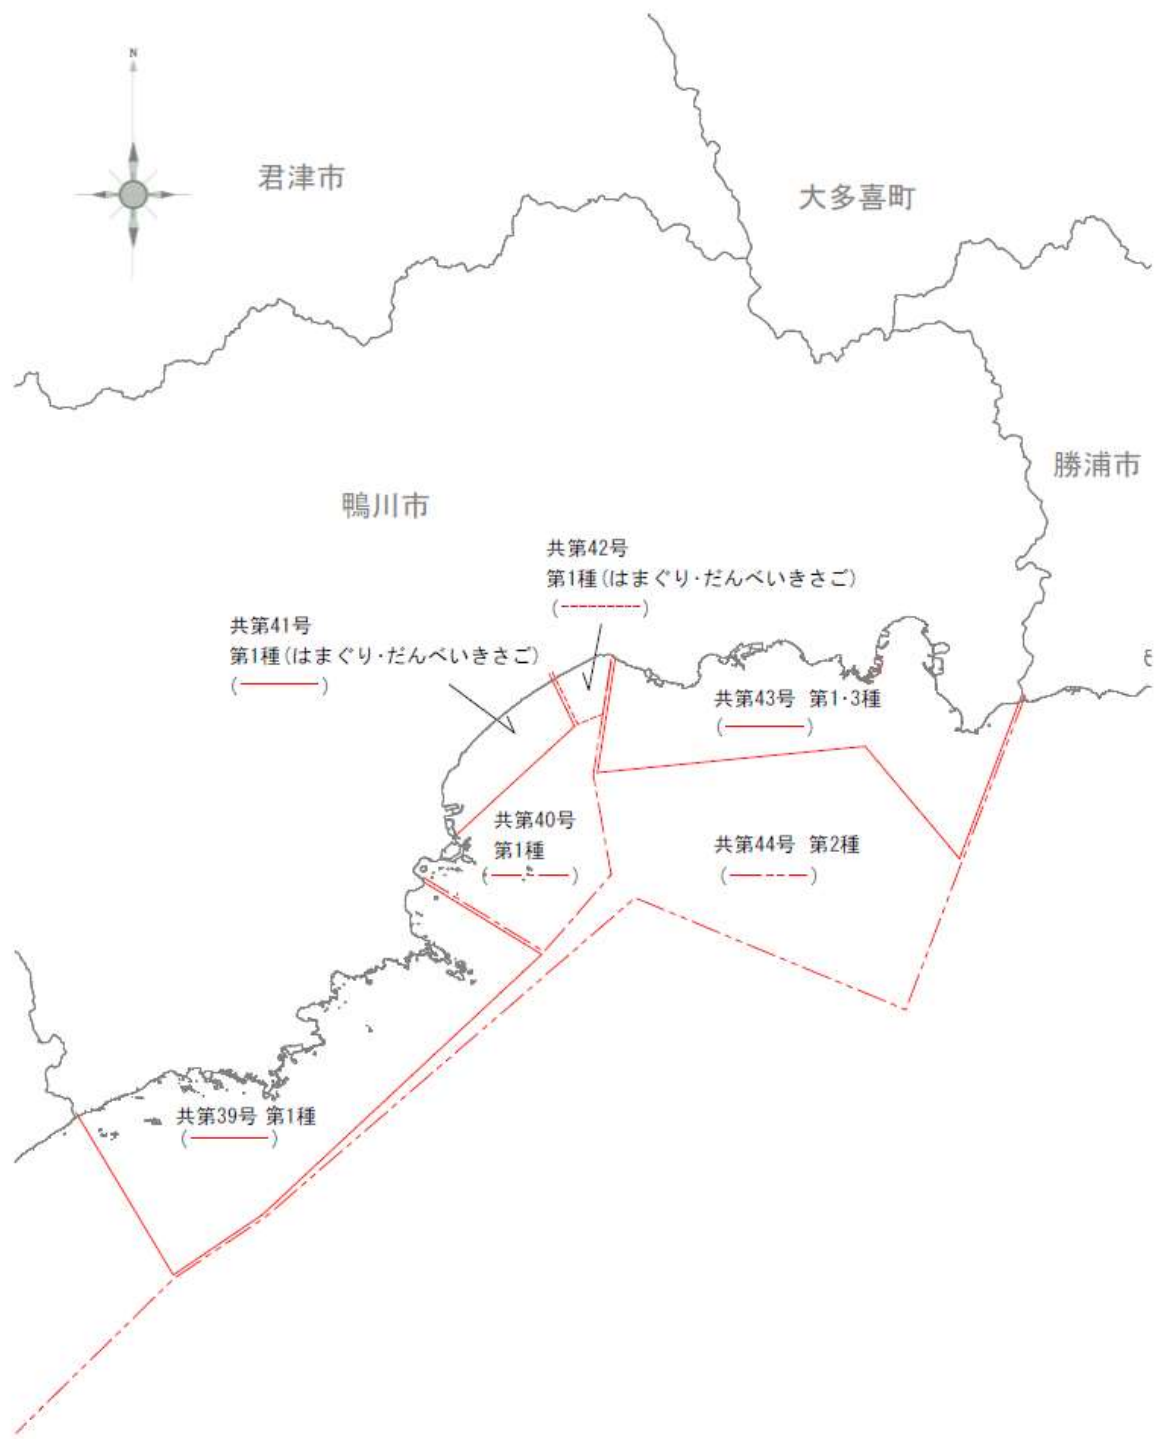 N
君津市
大多喜町
勝浦市
鴨川市
共第42号
第1種(はまぐり・だんべいきさご)
共第41号
第1種(はまぐり・だんべいきさご)
共第43号 第1・3種
共第40号
第1種
共第44号 第2種
共第39号 第1種